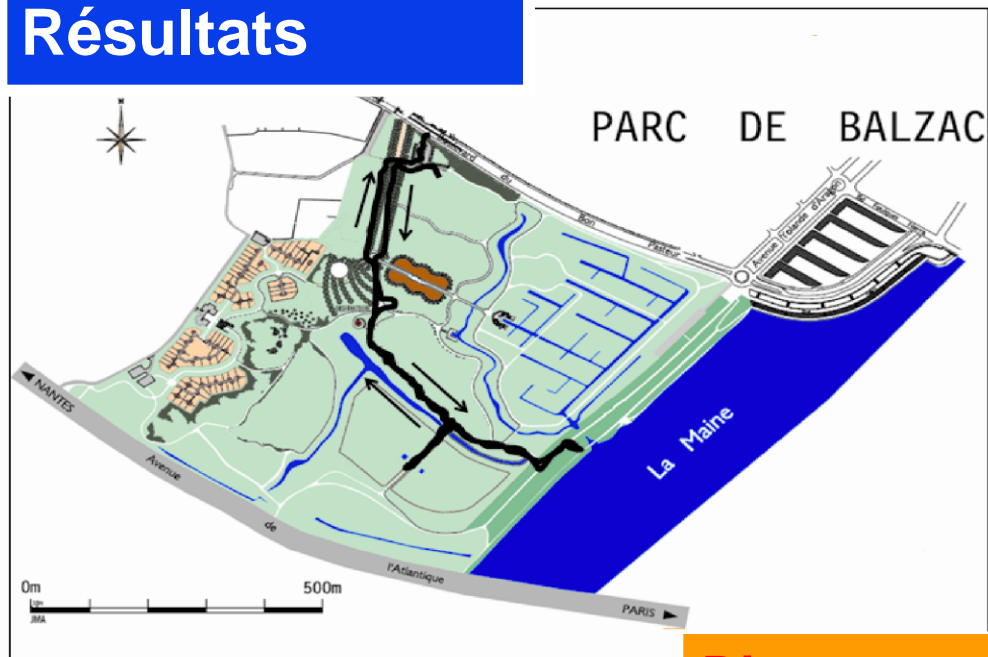 Résultats
PARC DE BALZAC
N
Boulevard du Bon Pasteur
Avenue Yolande d'Aragon
NANTES
La Maine
Avenue de l'Atlantique
0m 500m
JMA
PARIS